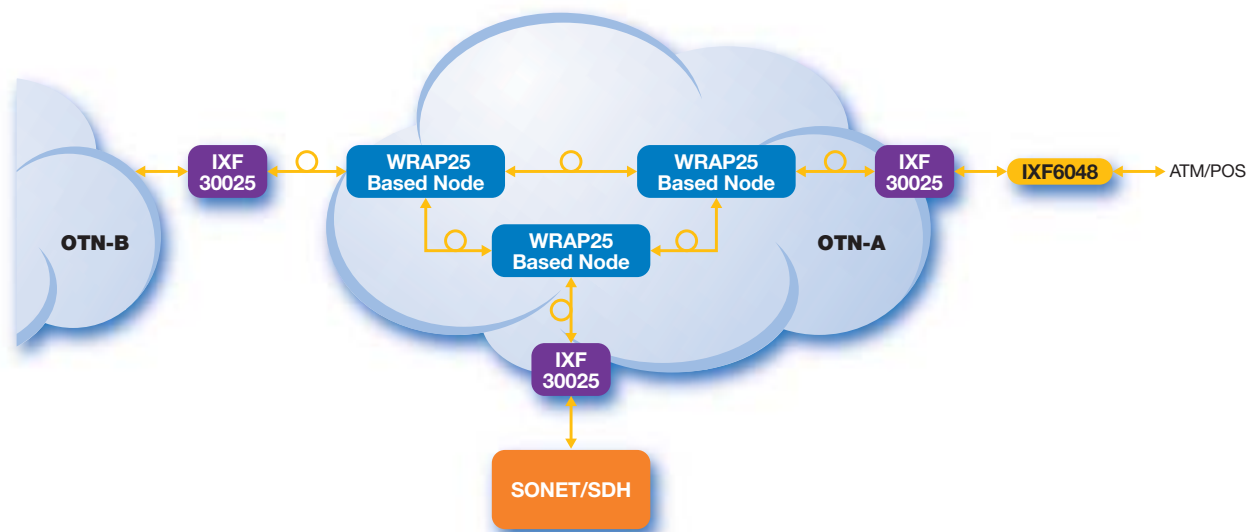 IXF
30025
WRAP25
Based Node
WRAP25
Based Node
IXF
30025
IXF6048
ATM/POS
OTN-B
WRAP25
Based Node
OTN-A
IXF
30025
SONET/SDH